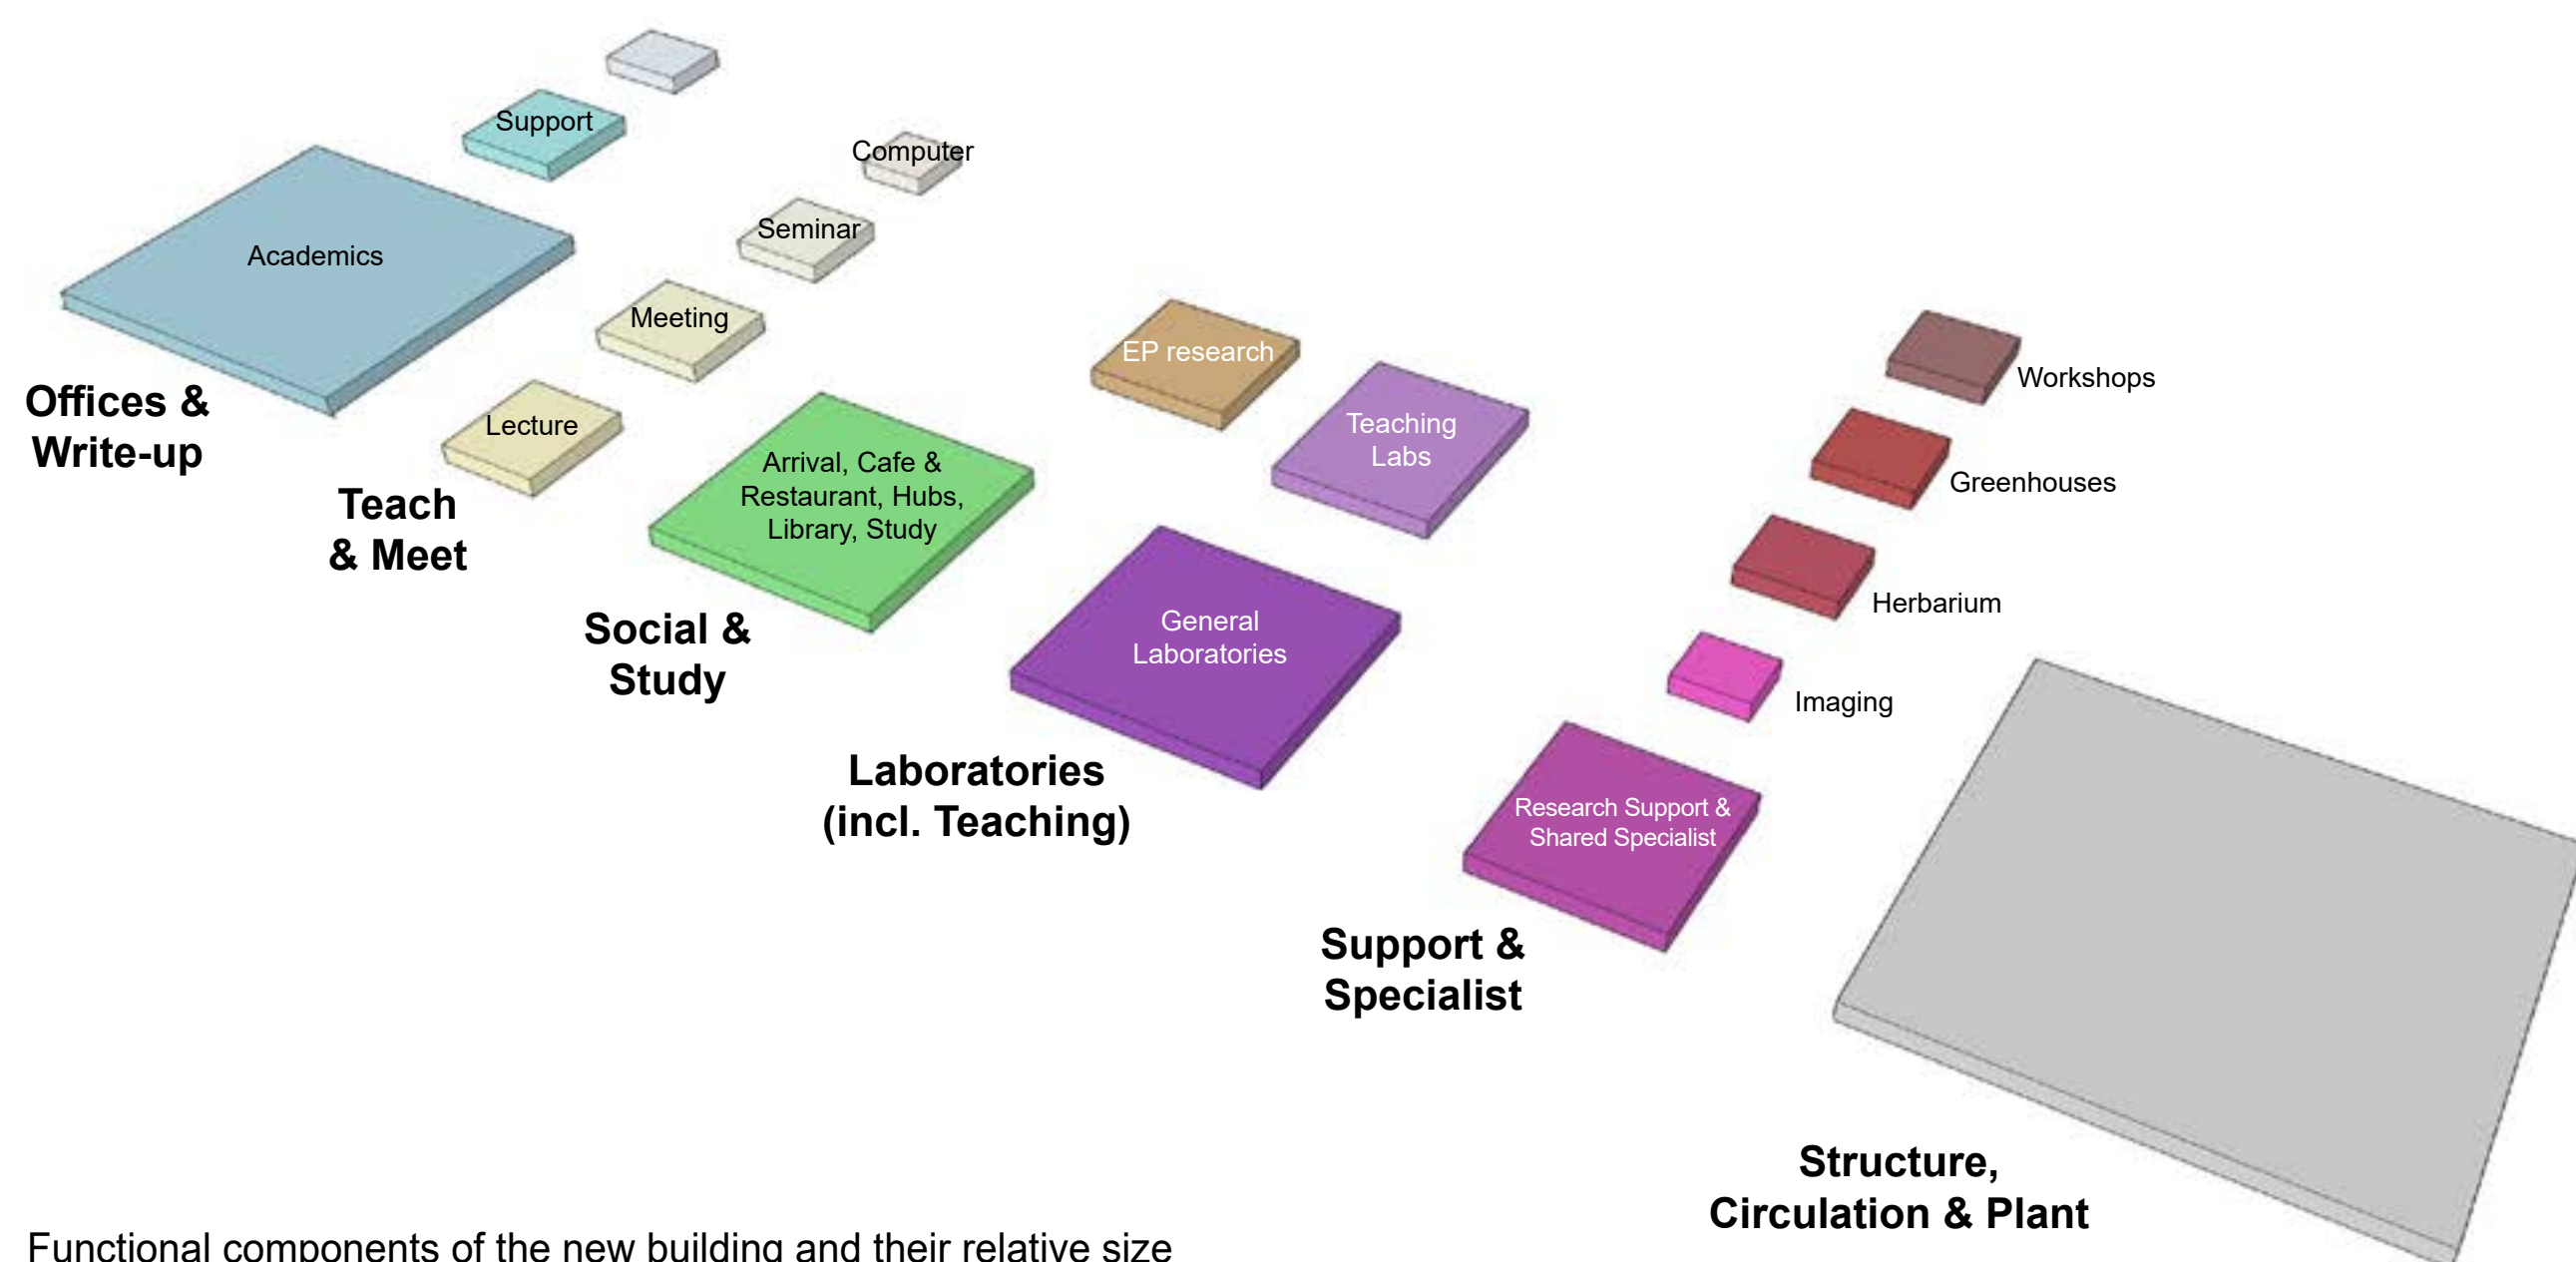 Support
Computer
Academics
Seminar
Meeting
Lecture
Offices &
Write-up
Teach
& Meet
Arrival, Cafe &
Restaurant, Hubs,
Library, Study
Social &
Study
EP research
Teaching
Labs
General
Laboratories
Laboratories
(incl. Teaching)
Workshops
Greenhouses
Herbarium
Imaging
Research Support &
Shared Specialist
Support &
Specialist
Structure,
Circulation & Plant
Functional components of the new building and their relative size